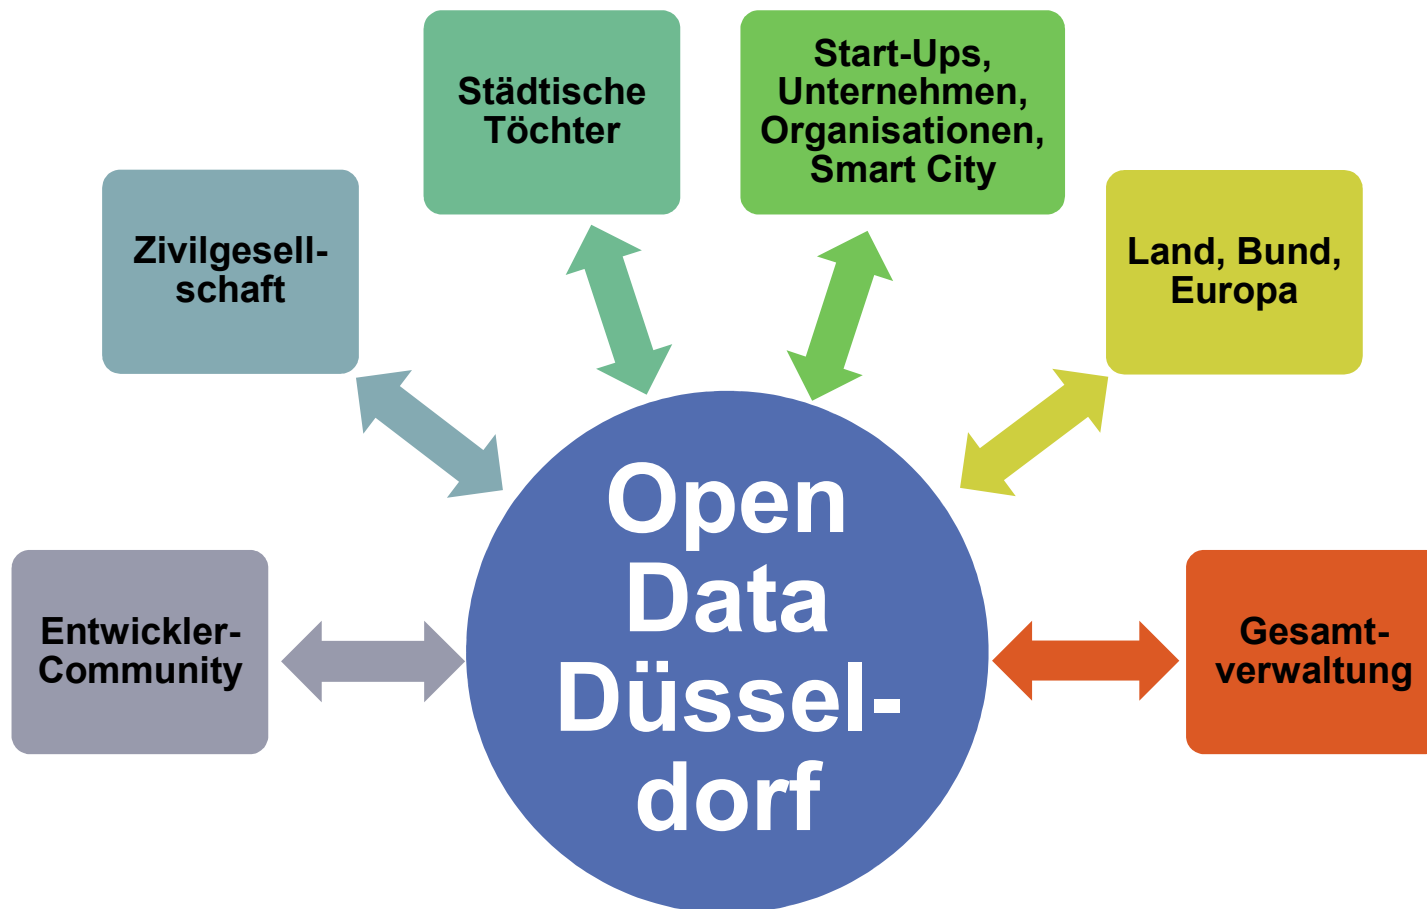 Städtische
Töchter
Start-Ups,
Unternehmen,
Organisationen,
Smart City
Zivilgesell-
schaft
Land, Bund,
Europa
Entwickler-
Community
Open
Data
Düssel-
dorf
Gesamt-
verwaltung